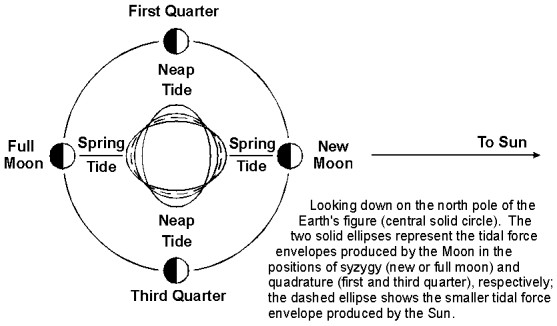 First Quarter
Neap
Tide
Full
Moon
Spring
Tide
Spring
Tide
New
Moon
To Sun
Neap
Tide
Third Quarter
Looking down on the north pole of the
Earth's figure (central solid circle). The
two solid ellipses represent the tidal force
envelopes produced by the Moon in the
positions of syzygy (new or full moon) and
quadrature (first and third quarter), respectively;
the dashed ellipse shows the smaller tidal force
envelope produced by the Sun.